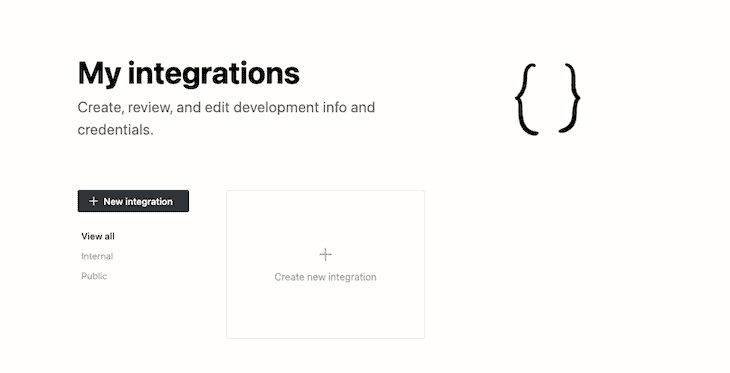 My integrations
Create, review, and edit development info and
credentials.
{ }
+ New integration
View all
Internal
Public
+
Create new integration